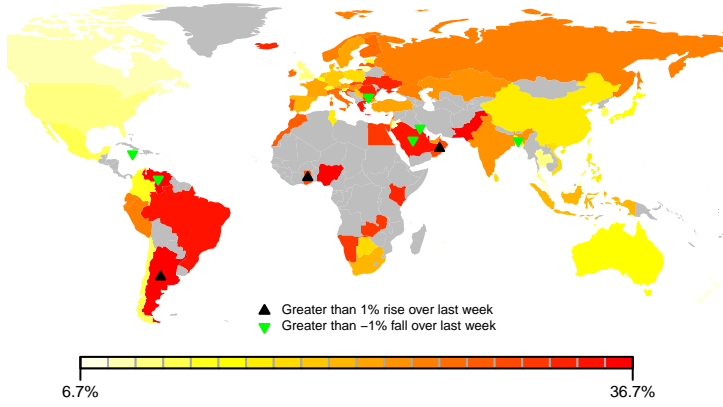 Greater than 1% rise over last week
Greater than −1% fall over last week
6.7%
36.7%